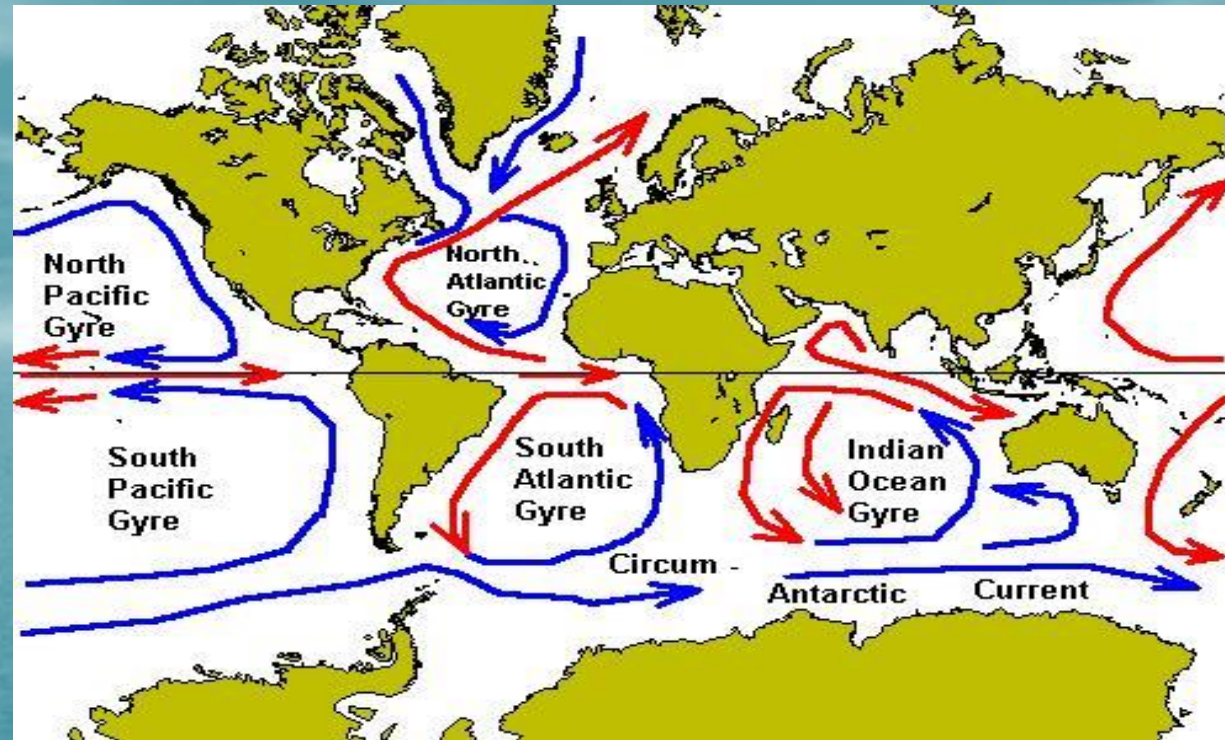 North
Pacific
Gyre
North
Atlantic
Gyre
South
Pacific
Gyre
South
Atlantic
Gyre
Indian
Ocean
Gyre
Circum -
Antarctic Current